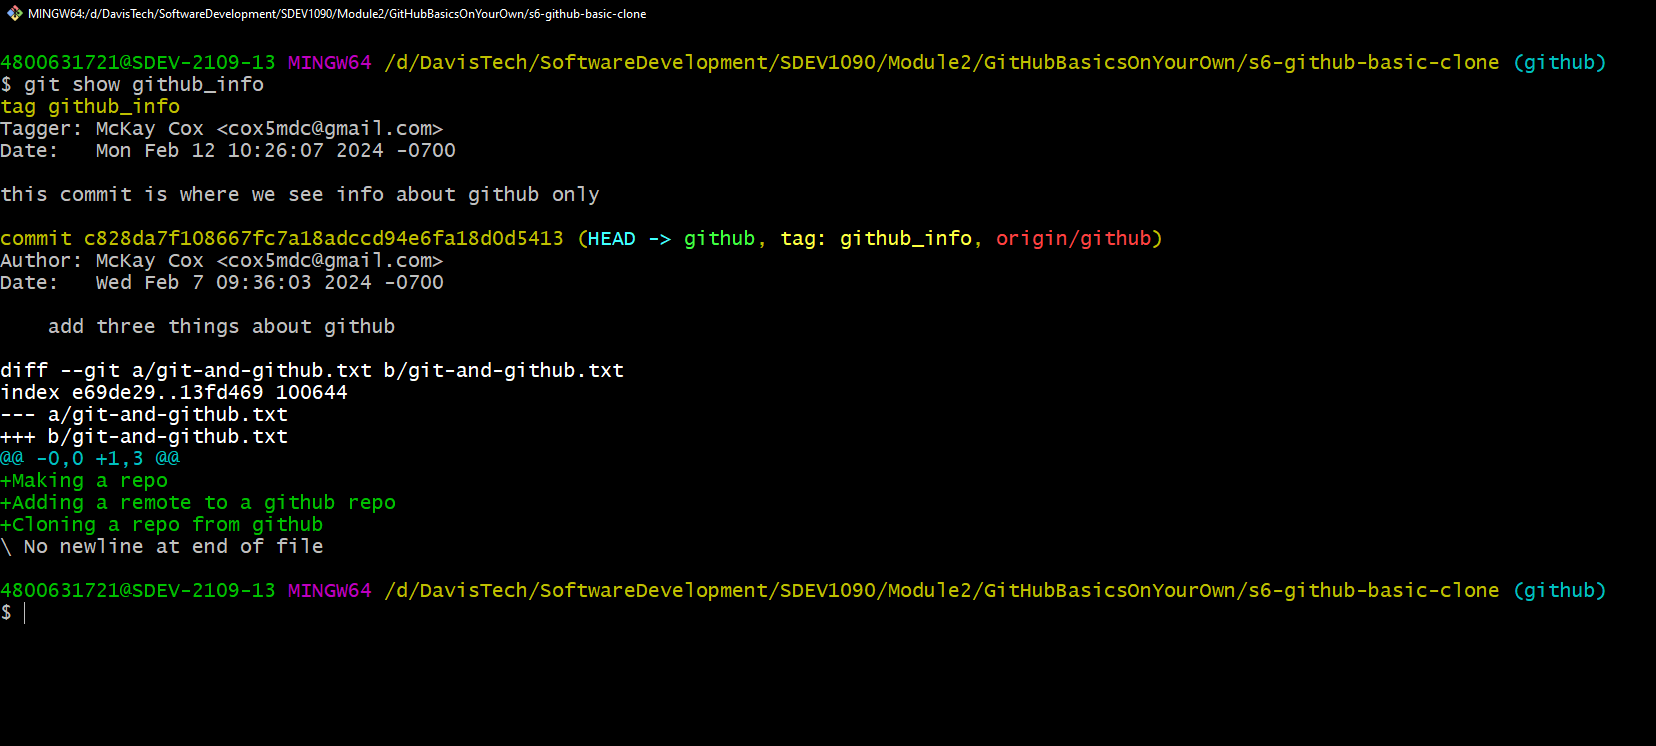 MINGW64:/d/DavisTech/SoftwareDevelopment/SDEV1090/Module2/GitHubBasicsOnYourOwn/s6-github-basic-clone
4800631721@SDEV-2109-13 MINGW64 /d/DavisTech/SoftwareDevelopment/SDEV1090/Module2/GitHubBasicsOnYourOwn/s6-github-basic-clone (github)
$ git show github_info
tag github_info
Tagger: McKay Cox <cox5mdc@gmail.com>
Date:   Mon Feb 12 10:26:07 2024 -0700
this commit is where we see info about github only
commit c828da7f108667fc7a18adccd94e6fa18d0d5413 (HEAD -> github, tag: github_info, origin/github)
Author: McKay Cox <cox5mdc@gmail.com>
Date:   Wed Feb 7 09:36:03 2024 -0700
    add three things about github
diff --git a/git-and-github.txt b/git-and-github.txt
index e69de29..13fd469 100644
--- a/git-and-github.txt
+++ b/git-and-github.txt
@@ -0,0 +1,3 @@
+Making a repo
+Adding a remote to a github repo
+Cloning a repo from github
\ No newline at end of file
4800631721@SDEV-2109-13 MINGW64 /d/DavisTech/SoftwareDevelopment/SDEV1090/Module2/GitHubBasicsOnYourOwn/s6-github-basic-clone (github)
$